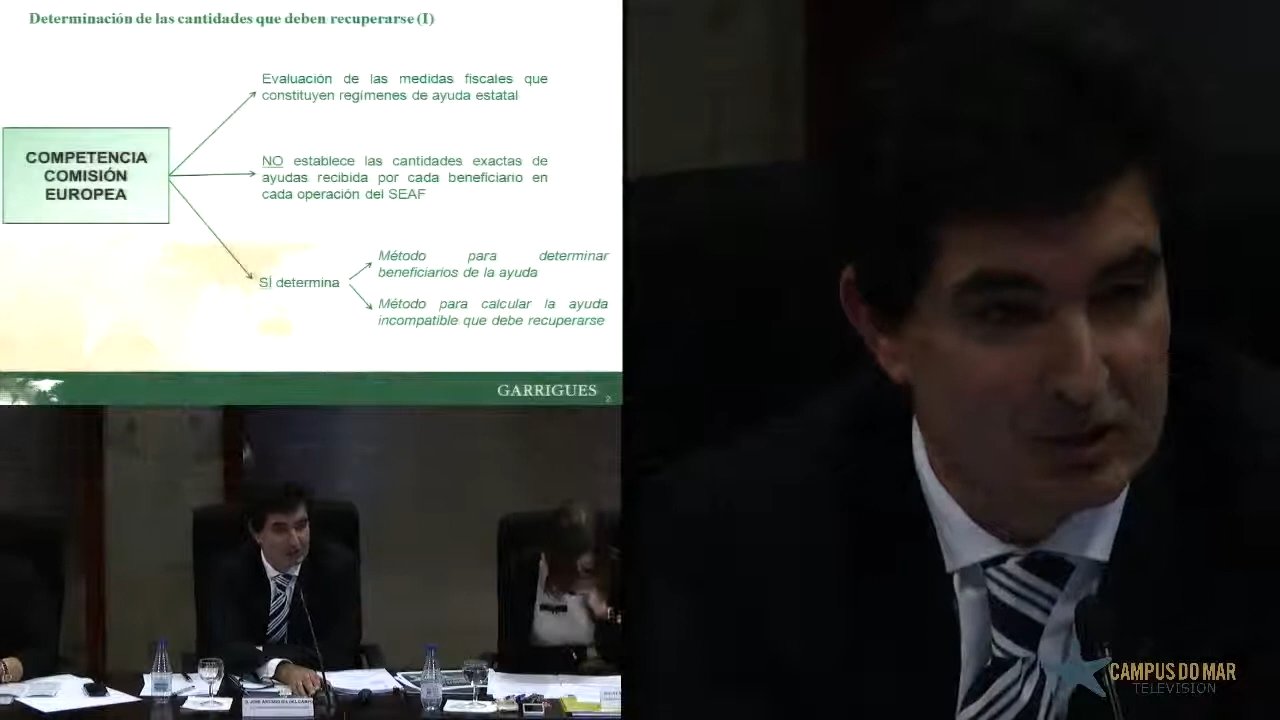 Determinación de las cantidades que deben recuperarse (I)
Evaluación de las medidas fiscales que
constituyen regímenes de ayuda estatal
COMPETENCIA
COMISIÓN
EUROPEA
NO establece las cantidades exactas de
ayudas recibida por cada beneficiario en
cada operación del SEAF
SÍ determina
Método para determinar
beneficiarios de la ayuda
Método para calcular la ayuda
incompatible que debe recuperarse
GARRIGUES
2
CAMPUS DO MAR
TELEVISION